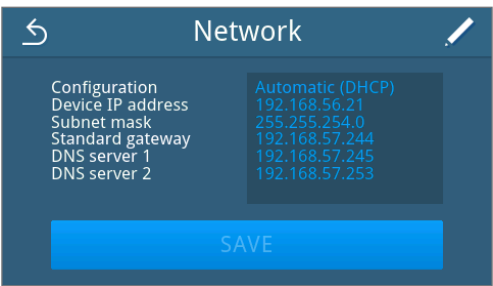 Network
Configuration Automatic (DHCP)
Device IP address 192.168.56.21
Subnet mask 255.255.254.0
Standard gateway 192.168.57.244
DNS server 1 192.168.57.245
DNS server 2 192.168.57.253
SAVE